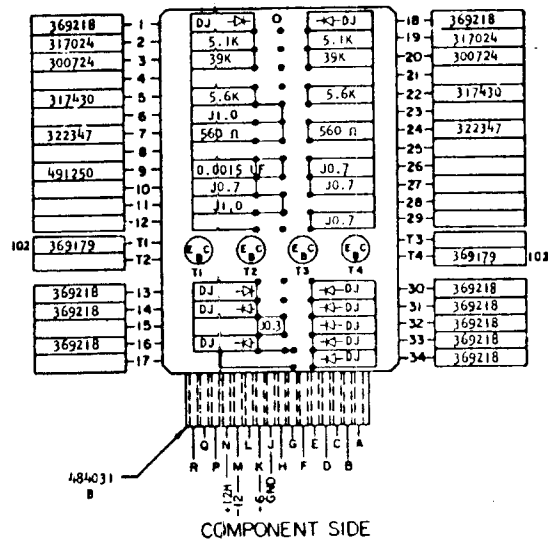 369218 1 DJ DJ 18 369218
317024 2 5.1K 5.1K 19 317024
300724 3 39K 39K 20 300724
4 21
317430 5 5.6K 5.6K 22 317430
6 J1.0 23
322347 7 560 Ω 560 Ω 24 322347
8 25
491250 9 0.0015 UF J0.7 26
10 J0.7 J0.7 27
11 J1.0 28
12 J0.7 29
102 369179 T1 E B C E B C E B C E B C T3
T2 T1 T2 T3 T4 T4 369179 102
369218 13 DJ DJ 30 369218
369218 14 DJ DJ 31 369218
15 J0.3 DJ 32 369218
369218 16 DJ DJ 33 369218
17 DJ 34 369218
Q N L J G E C A
R P M K H F D B
484031
B
+12M -12 +6 GND
COMPONENT SIDE